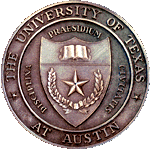 THE UNIVERSITY OF TEXAS
AT AUSTIN
PRAESIDIUM
CIVITATIS
DISCIPLINA